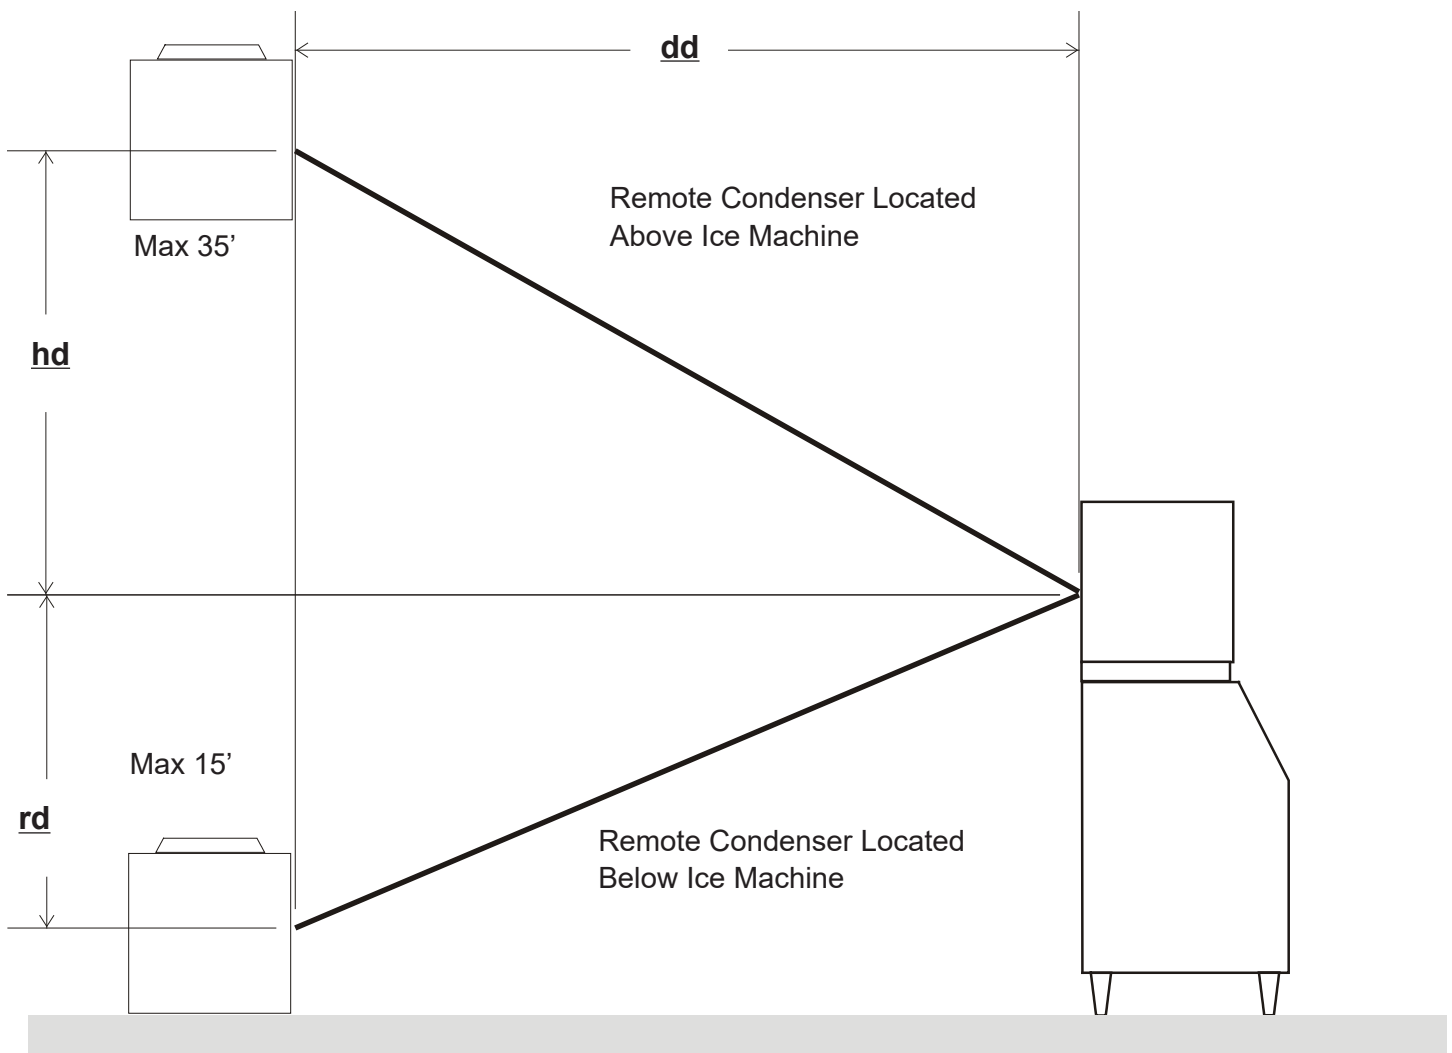 dd
Remote Condenser Located
Above Ice Machine
Max 35’
hd
Max 15’
rd
Remote Condenser Located
Below Ice Machine